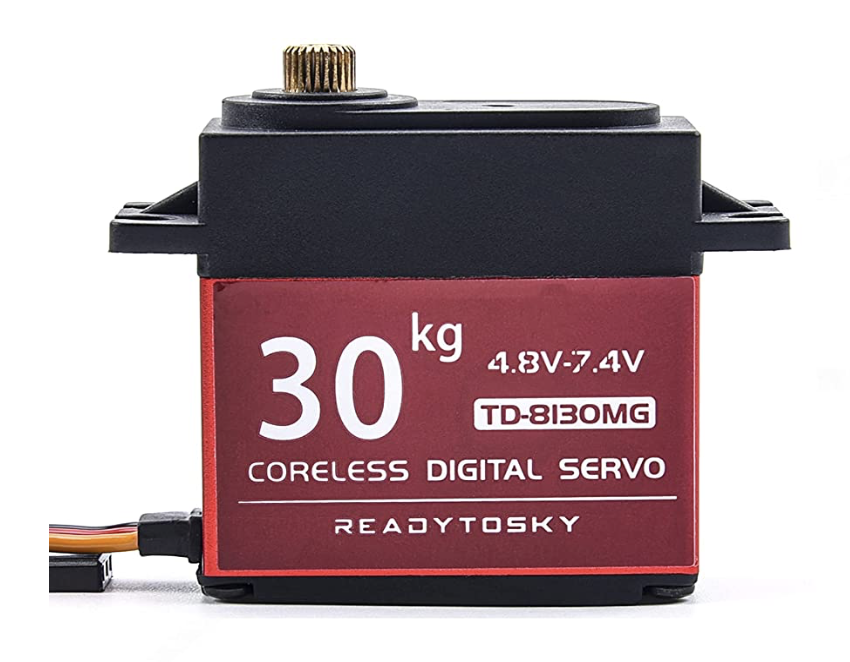 30kg 4.8V-7.4V
TD-8130MG
CORELESS DIGITAL SERVO
READYTOSKY